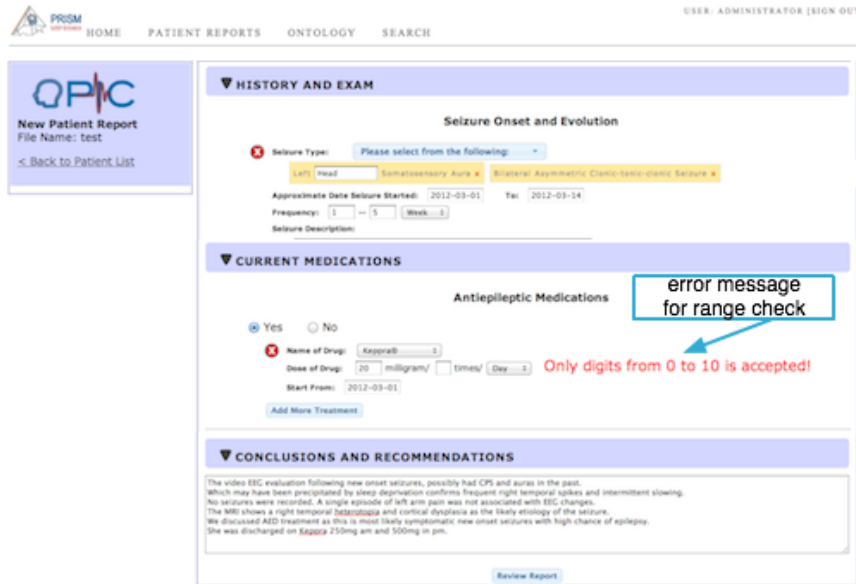 PRISM
USER: ADMINISTRATOR [SIGN OUT
HOME PATIENT REPORTS ONTOLOGY SEARCH
OPIC
New Patient Report
File Name: test
< Back to Patient List
HISTORY AND EXAM
Seizure Onset and Evolution
Seizure Type: Please select from the following:
Left Head Somatosensory Aura x Bilateral Asymmetric Clonic-tonic-clonic Seizure x
Approximate Date Seizure Started: 2012-03-01 To: 2012-03-14
Frequency: 1 -- 5 Week
Seizure Description:
CURRENT MEDICATIONS
Antiepileptic Medications
error message
for range check
Yes No
Name of Drug: Keppra®
Dose of Drug: 20 milligram/ times/ Day Only digits from 0 to 10 is accepted!
Start From: 2012-03-01
Add More Treatment
CONCLUSIONS AND RECOMMENDATIONS
The video EEG evaluation following new onset seizures, possibly had CPS and auras in the past.
Which may have been precipitated by sleep deprivation confirms frequent right temporal spikes and intermittent slowing.
No seizures were recorded. A single episode of left arm pain was not associated with EEG changes.
The MRI shows a right temporal heterotopia and cortical dysplasia as the likely etiology of the seizure.
We discussed AED treatment as this is most likely symptomatic new onset seizures with high chance of epilepsy.
She was discharged on Keppra 250mg am and 500mg in pm.
Review Report